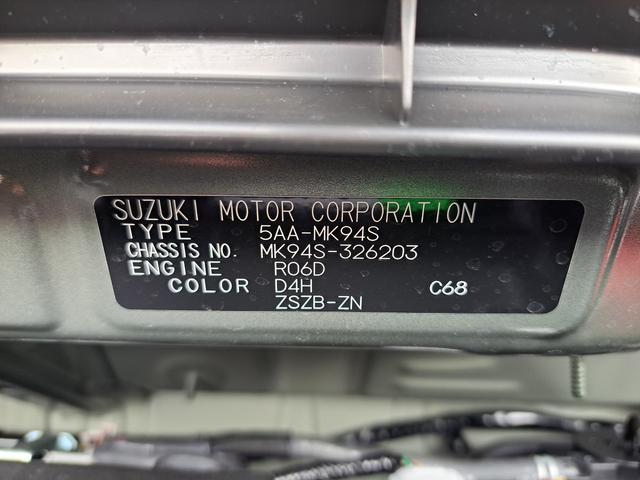 SUZUKI MOTOR CORPORATION
TYPE 5AA-MK94S
CHASSIS NO. MK94S-326203
ENGINE R06D
COLOR D4H C68
ZSZB-ZN